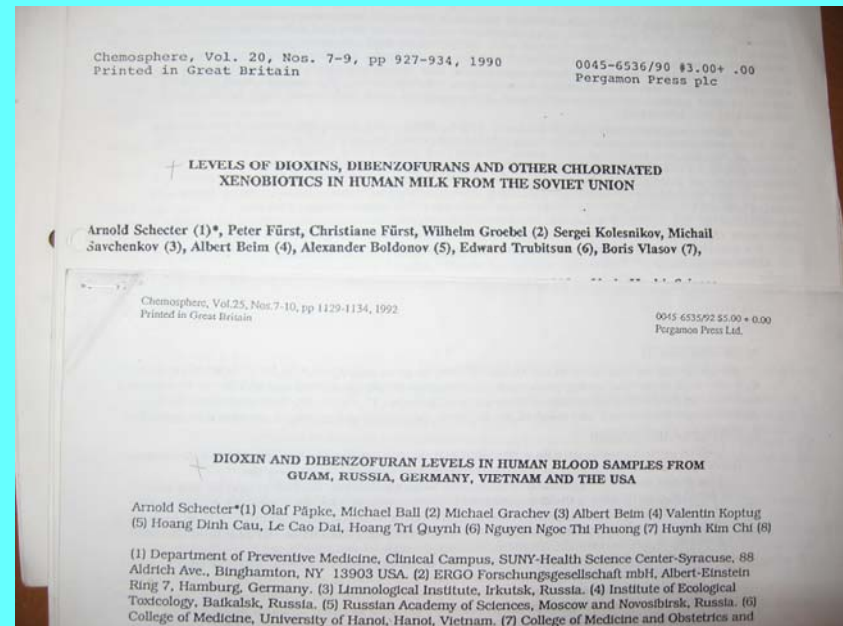 Chemosphere, Vol. 20, Nos. 7-9, pp 927-934, 1990
Printed in Great Britain
0045-6536/90 $3.00+ .00
Pergamon Press plc
LEVELS OF DIOXINS, DIBENZOFURANS AND OTHER CHLORINATED
XENOBIOTICS IN HUMAN MILK FROM THE SOVIET UNION
Arnold Schecter (1)*, Peter Fürst, Christiane Fürst, Wilhelm Groebel (2) Sergei Kolesnikov, Michail
Savchenkov (3), Albert Beim (4), Alexander Boldonov (5), Edward Trubitsun (6), Boris Vlasov (7),
Chemosphere, Vol.25, Nos.7-10, pp 1129-1134, 1992
Printed in Great Britain
0045 6535/92 $5.00 + 0.00
Pergamon Press Ltd.
DIOXIN AND DIBENZOFURAN LEVELS IN HUMAN BLOOD SAMPLES FROM
GUAM, RUSSIA, GERMANY, VIETNAM AND THE USA
Arnold Schecter*(1) Olaf Päpke, Michael Ball (2) Michael Grachev (3) Albert Beim (4) Valentin Koptug
(5) Hoang Dinh Cau, Le Cao Dai, Hoang Tri Quynh (6) Nguyen Ngoc Thi Phuong (7) Huynh Kim Chi (8)
(1) Department of Preventive Medicine, Clinical Campus, SUNY-Health Science Center-Syracuse, 88
Aldrich Ave., Binghamton, NY 13903 USA. (2) ERGO Forschungsgesellschaft mbH, Albert-Einstein
Ring 7, Hamburg, Germany. (3) Limnological Institute, Irkutsk, Russia. (4) Institute of Ecological
Toxicology, Baikalsk, Russia. (5) Russian Academy of Sciences, Moscow and Novosibirsk, Russia. (6)
College of Medicine, University of Hanoi, Hanoi, Vietnam. (7) College of Medicine and Obstetrics and